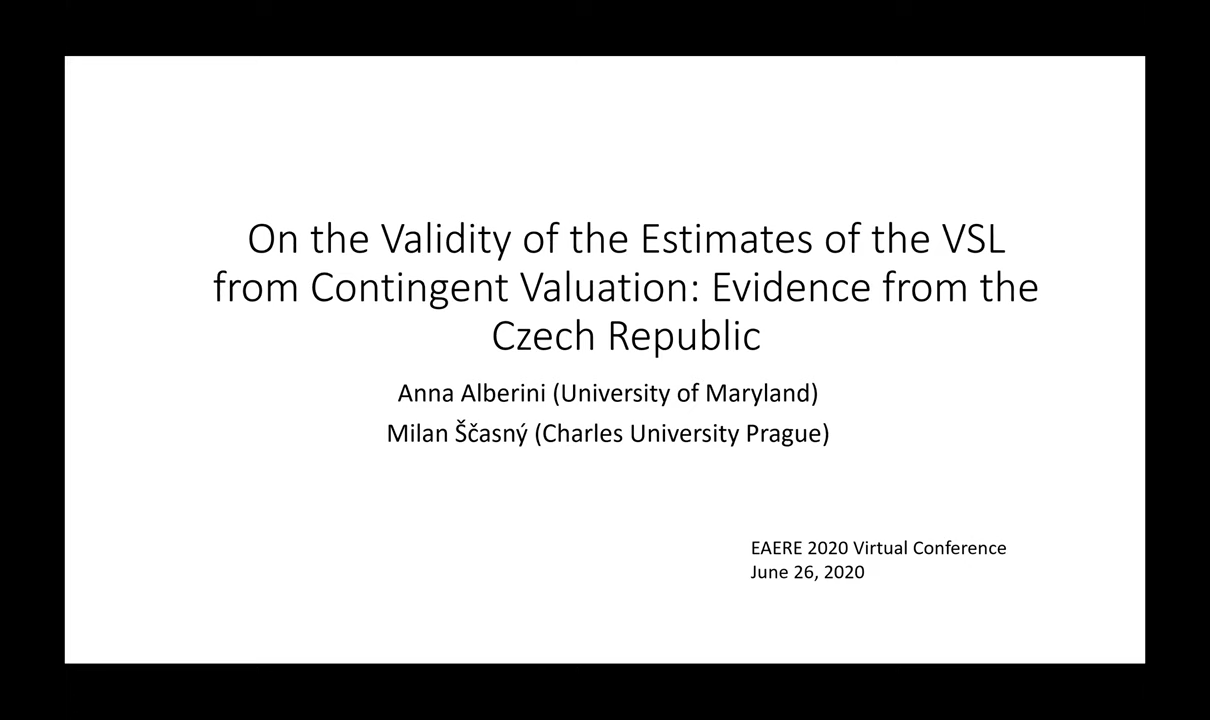 On the Validity of the Estimates of the VSL
from Contingent Valuation: Evidence from the
Czech Republic
Anna Alberini (University of Maryland)
Milan Ščasný (Charles University Prague)
EAERE 2020 Virtual Conference
June 26, 2020